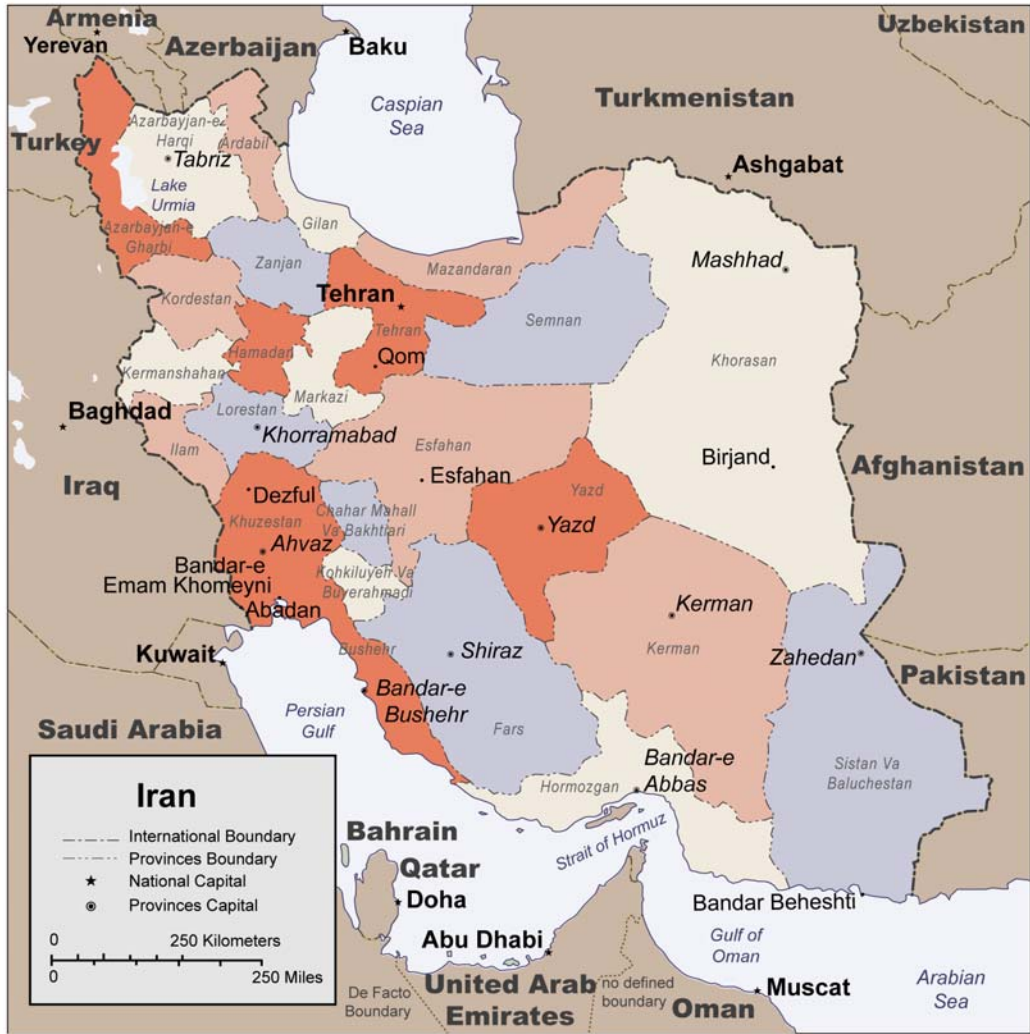 Armenia
Yerevan
Azerbaijan
Baku
Uzbekistan
Caspian
Sea
Turkmenistan
Turkey
Azarbayjan-e
Harqi
Ardabil
Tabriz
Ashgabat
Lake
Urmia
Gilan
Azarbayjan-e
Gharbi
Zanjan
Mazandaran
Mashhad
Kordestan
Tehran
Semnan
Tehran
Hamadan
Qom
Khorasan
Kermanshahan
Markazi
Baghdad
Lorestan
Khorramabad
Ilam
Esfahan
Birjand
Afghanistan
Iraq
Esfahan
Dezful
Yazd
Chahar Mahall
Va Bakhtiari
Khuzestan
Yazd
Ahvaz
Bandar-e
Emam Khomeyni
Kohkiluyeh Va
Buyerahmadi
Abadan
Kerman
Kuwait
Bushehr
Shiraz
Kerman
Zahedan
Pakistan
Bandar-e
Bushehr
Saudi Arabia
Persian
Gulf
Fars
Bandar-e
Abbas
Sistan Va
Baluchestan
Hormozgan
Iran
International Boundary
Provinces Boundary
National Capital
Provinces Capital
0 250 Kilometers
0 250 Miles
Bahrain
Strait of Hormuz
Qatar
Doha
Bandar Beheshti
Abu Dhabi
Gulf of
Oman
United Arab
Emirates
De Facto
Boundary
no defined
boundary
Oman
Muscat
Arabian
Sea